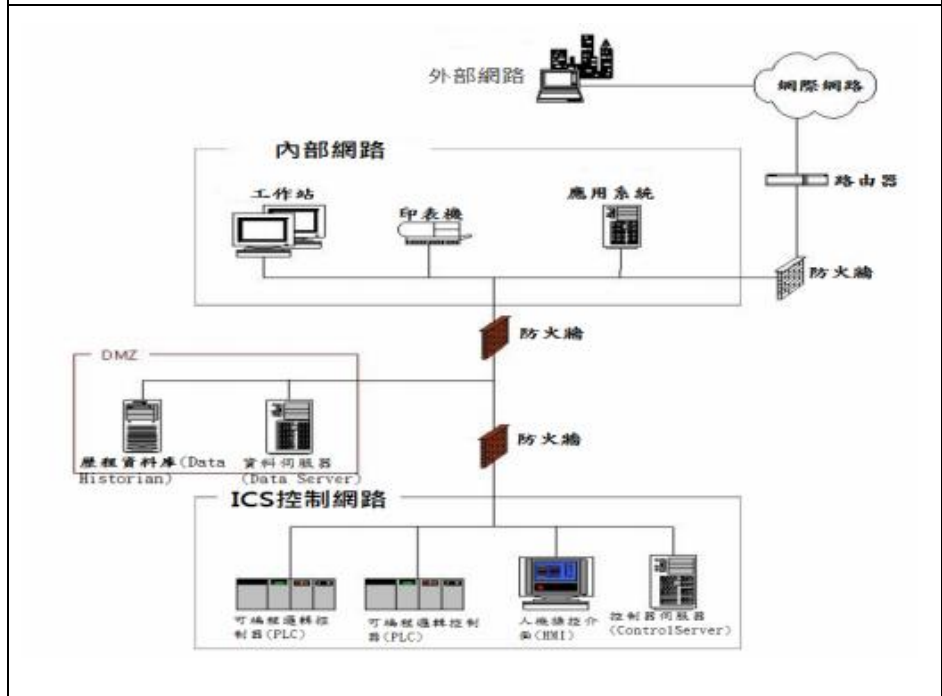 外部網路
網際網路
內部網路
工作站
印表機
應用系統
路由器
防火牆
防火牆
DMZ
防火牆
歷程資料庫(Data
Historian)
資料伺服器
(Data Server)
ICS控制網路
可編程邏輯控
制器(PLC)
可編程邏輯控制
器(PLC)
人機操控介
面(HMI)
控制器伺服器
(ControlServer)